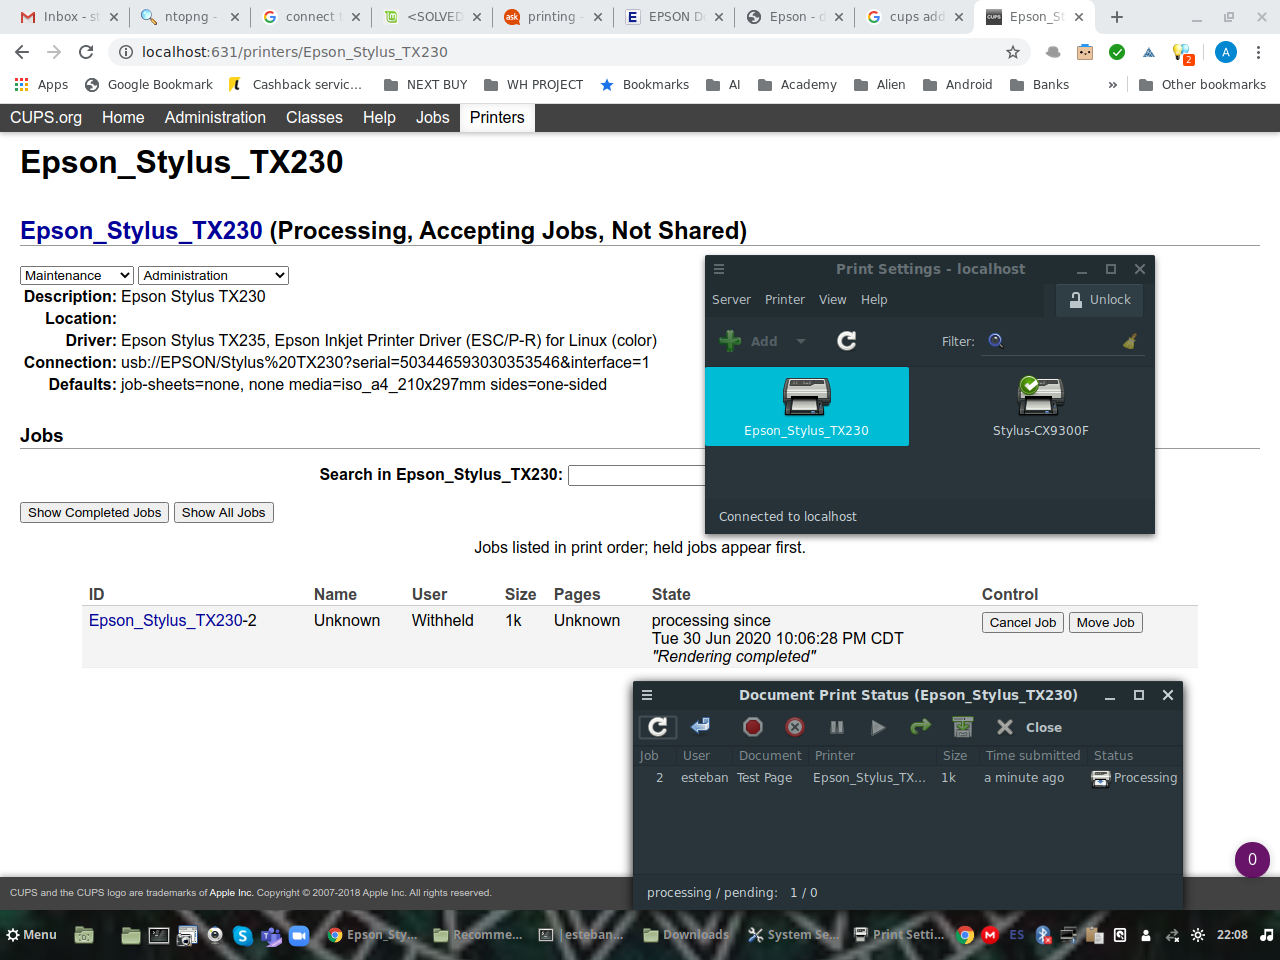 Inbox - st
ntopng -
connect t
<SOLVED
printing -
EPSON D
Epson - d
cups add
Epson_St
localhost:631/printers/Epson_Stylus_TX230
A
2
Apps
Google Bookmark
Cashback servic...
NEXT BUY
WH PROJECT
Bookmarks
AI
Academy
Alien
Android
Banks
»
Other bookmarks
CUPS.org
Home
Administration
Classes
Help
Jobs
Printers
Epson_Stylus_TX230
Epson_Stylus_TX230 (Processing, Accepting Jobs, Not Shared)
Maintenance
Administration
Description: Epson Stylus TX230
Location:
Driver: Epson Stylus TX235, Epson Inkjet Printer Driver (ESC/P-R) for Linux (color)
Connection: usb://EPSON/Stylus%20TX230?serial=503446593030353546&interface=1
Defaults: job-sheets=none, none media=iso_a4_210x297mm sides=one-sided
Jobs
Search in Epson_Stylus_TX230:
Show Completed Jobs
Show All Jobs
Jobs listed in print order; held jobs appear first.
ID Name User Size Pages State Control
Epson_Stylus_TX230-2 Unknown Withheld 1k Unknown processing since
Tue 30 Jun 2020 10:06:28 PM CDT
"Rendering completed"
Cancel Job
Move Job
Print Settings - localhost
Server Printer View Help
Unlock
Add
Filter:
Epson_Stylus_TX230
Stylus-CX9300F
Connected to localhost
Document Print Status (Epson_Stylus_TX230)
Close
Job User Document Printer Size Time submitted Status
2 esteban Test Page Epson_Stylus_TX... 1k a minute ago Processing
processing / pending: 1 / 0
0
CUPS and the CUPS logo are trademarks of Apple Inc. Copyright © 2007-2018 Apple Inc. All rights reserved.
Menu
Epson_Sty...
Recomme...
esteban...
Downloads
System Se...
Print Setti...
ES
22:08